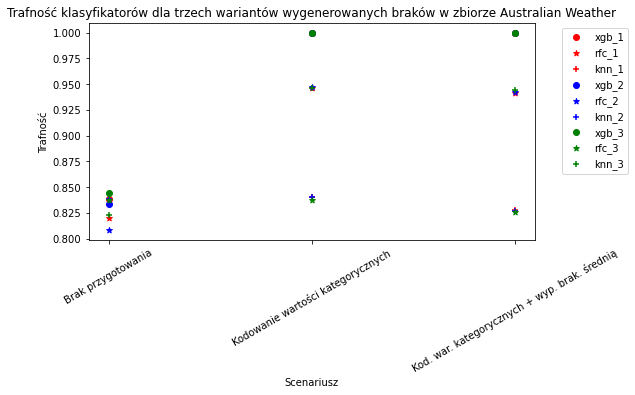 Trafność klasyfikatorów dla trzech wariantów wygenerowanych braków w zbiorze Australian Weather
1.000
0.975
0.950
0.925
0.900
0.875
0.850
0.825
0.800
Trafność
Brak przygotowania
Kodowanie wartości kategorycznych
Kod. war. kategorycznych + wyp. brak. średnią
Scenariusz
xgb_1
rfc_1
knn_1
xgb_2
rfc_2
knn_2
xgb_3
rfc_3
knn_3